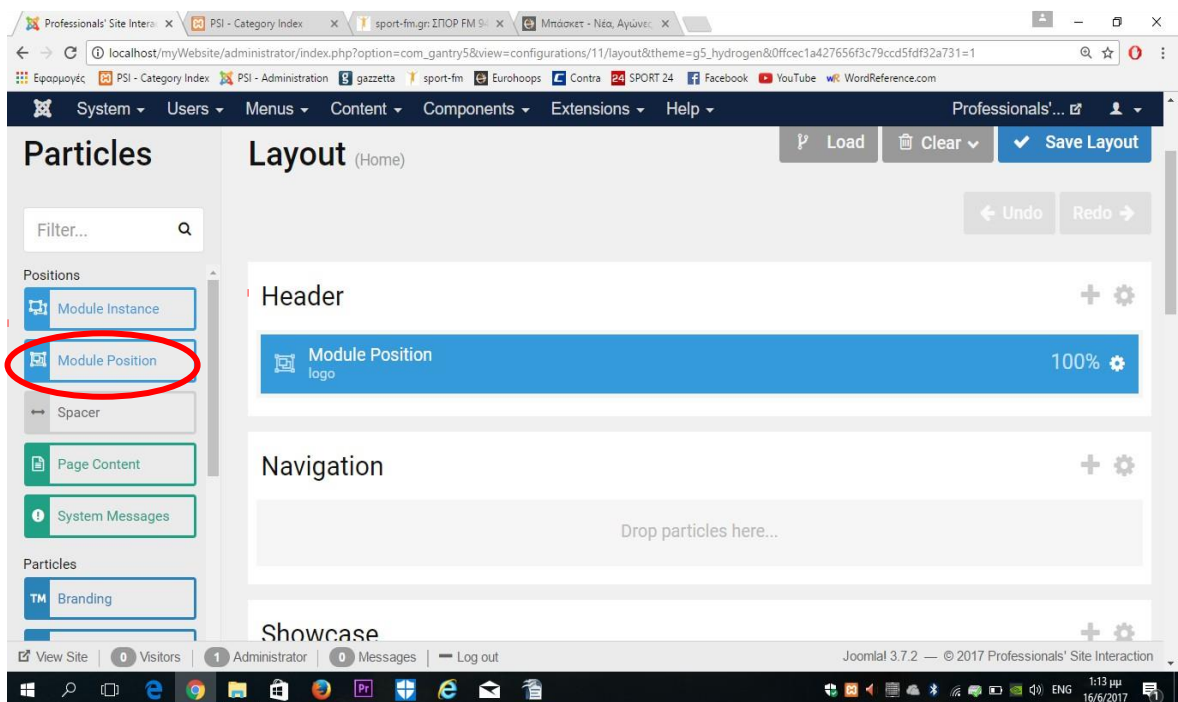 Professionals' Site Intera
PSI - Category Index
sport-fm.gr: ΣΠΟΡ FM 94
Μπάσκετ - Νέα, Αγώνες
localhost/myWebsite/administrator/index.php?option=com_gantry5&view=configurations/11/layout&theme=g5_hydrogen&0ffcec1a427656f3c79ccd5fdf32a731=1
Εφαρμογές PSI - Category Index PSI - Administration gazzetta sport-fm Eurohoops Contra SPORT 24 Facebook YouTube WordReference.com
System Users Menus Content Components Extensions Help Professionals'...
Particles
Layout (Home)
Load Clear Save Layout
Undo Redo
Filter...
Positions
Module Instance
Module Position
Spacer
Page Content
System Messages
Particles
TM Branding
Header
Module Position
logo
100%
Navigation
Drop particles here...
Showcase
View Site 0 Visitors 1 Administrator 0 Messages Log out
Joomla! 3.7.2 — © 2017 Professionals' Site Interaction
Pr
ENG
1:13 μμ
16/6/2017